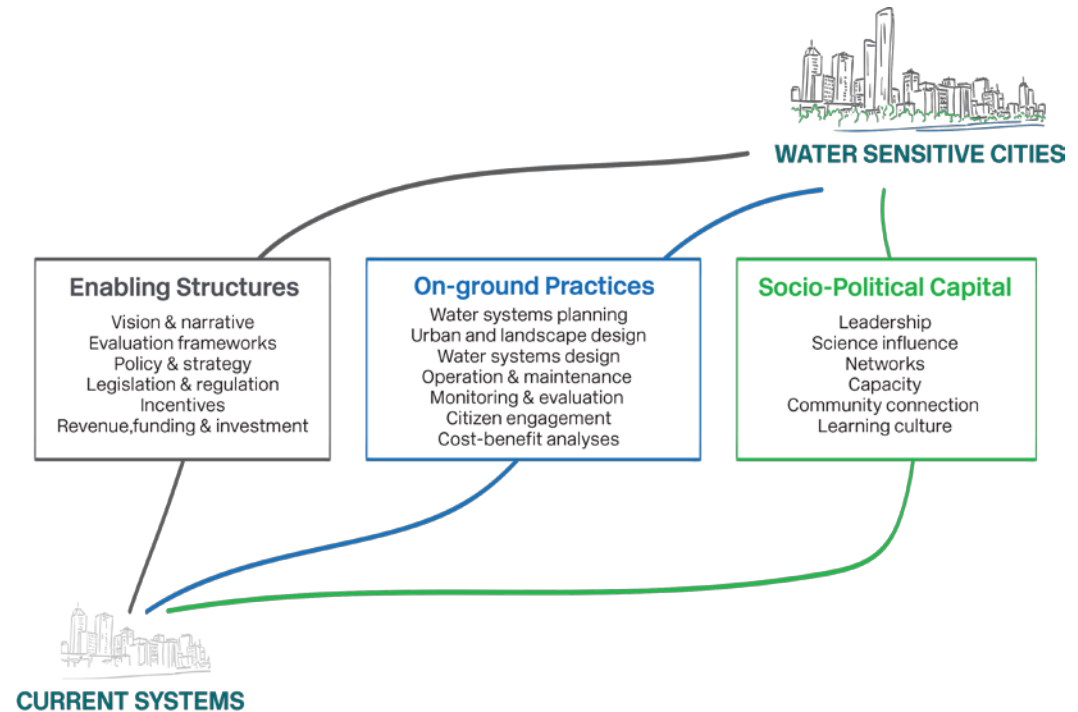 WATER SENSITIVE CITIES
Enabling Structures
Vision & narrative
Evaluation frameworks
Policy & strategy
Legislation & regulation
Incentives
Revenue,funding & investment
On-ground Practices
Water systems planning
Urban and landscape design
Water systems design
Operation & maintenance
Monitoring & evaluation
Citizen engagement
Cost-benefit analyses
Socio-Political Capital
Leadership
Science influence
Networks
Capacity
Community connection
Learning culture
CURRENT SYSTEMS